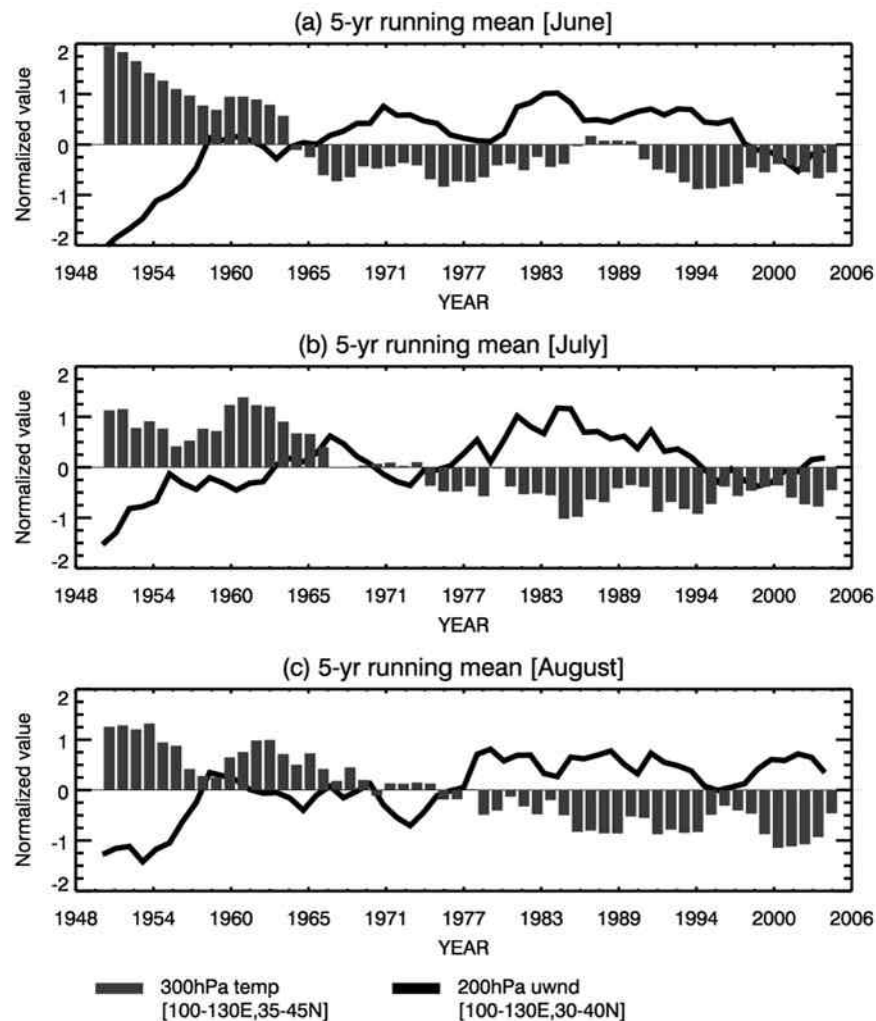 (a) 5-yr running mean [June]
Normalized value
2
1
0
-1
-2
1948 1954 1960 1965 1971 1977 1983 1989 1994 2000 2006
YEAR
(b) 5-yr running mean [July]
Normalized value
2
1
0
-1
-2
1948 1954 1960 1965 1971 1977 1983 1989 1994 2000 2006
YEAR
(c) 5-yr running mean [August]
Normalized value
2
1
0
-1
-2
1948 1954 1960 1965 1971 1977 1983 1989 1994 2000 2006
YEAR
300hPa temp
[100-130E,35-45N]
200hPa uwnd
[100-130E,30-40N]